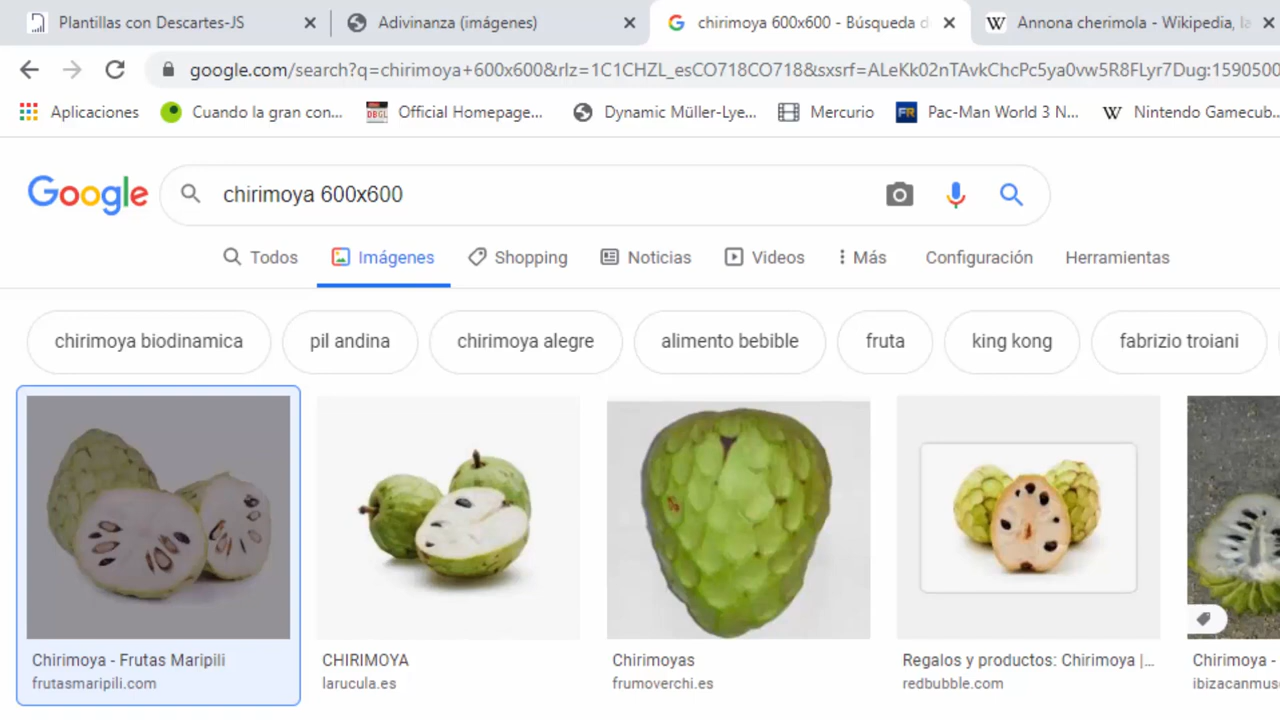 Plantillas con Descartes-JS
Adivinanza (imágenes)
chirimoya 600x600 - Búsqueda d
Annona cherimola - Wikipedia, la
google.com/search?q=chirimoya+600x600&rlz=1C1CHZL_esCO718CO718&sxsrf=ALeKk02nTAvkChcPc5ya0vw5R8FLyr7Dug:1590500
Aplicaciones
Cuando la gran con...
Official Homepage...
Dynamic Müller-Lye...
Mercurio
Pac-Man World 3 N...
Nintendo Gamecub...
Google
chirimoya 600x600
Todos
Imágenes
Shopping
Noticias
Videos
Más
Configuración
Herramientas
chirimoya biodinamica
pil andina
chirimoya alegre
alimento bebible
fruta
king kong
fabrizio troiani
Chirimoya - Frutas Maripili
frutasmaripili.com
CHIRIMOYA
larucula.es
Chirimoyas
frumoverchi.es
Regalos y productos: Chirimoya |...
redbubble.com
Chirimoya -
ibizacanmus